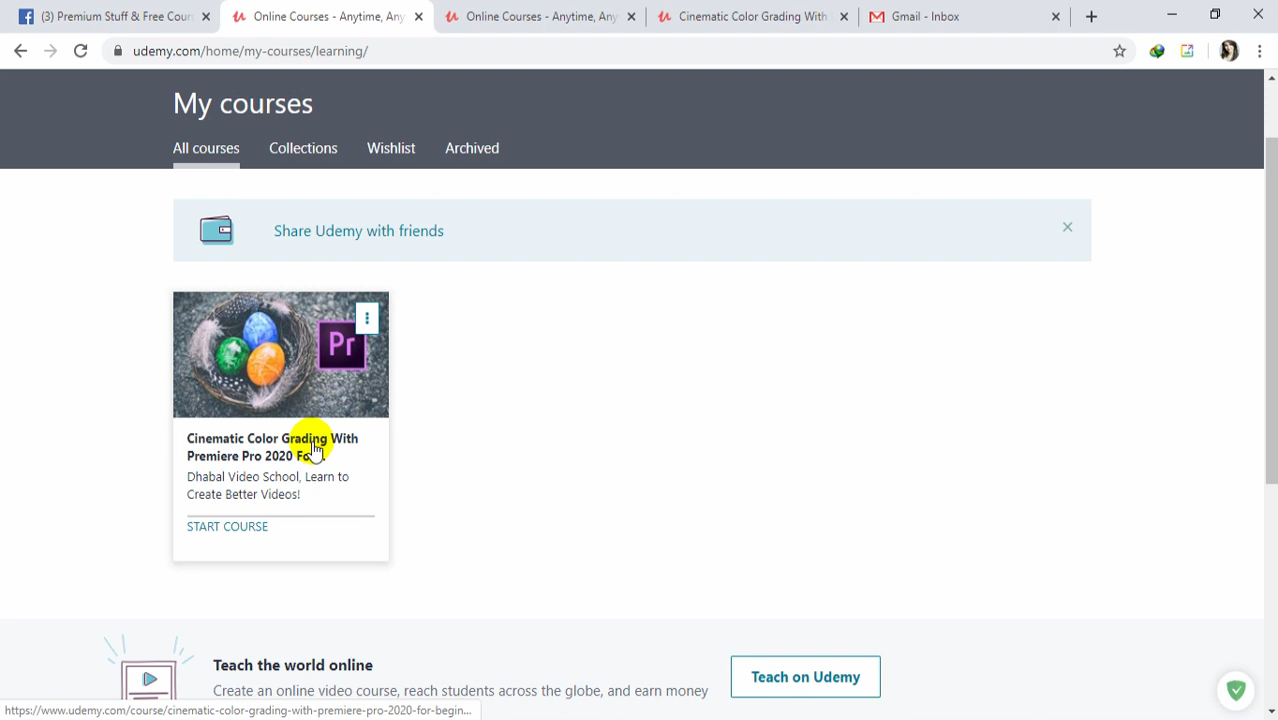 (3) Premium Stuff & Free Cour
Online Courses - Anytime, Any
Online Courses - Anytime, Any
Cinematic Color Grading With
Gmail - Inbox
udemy.com/home/my-courses/learning/
My courses
All courses
Collections
Wishlist
Archived
Share Udemy with friends
Pr
Cinematic Color Grading With
Premiere Pro 2020 Fo...
Dhabal Video School, Learn to
Create Better Videos!
START COURSE
Teach the world online
Create an online video course, reach students across the globe, and earn money
Teach on Udemy
https://www.udemy.com/course/cinematic-color-grading-with-premiere-pro-2020-for-begin...